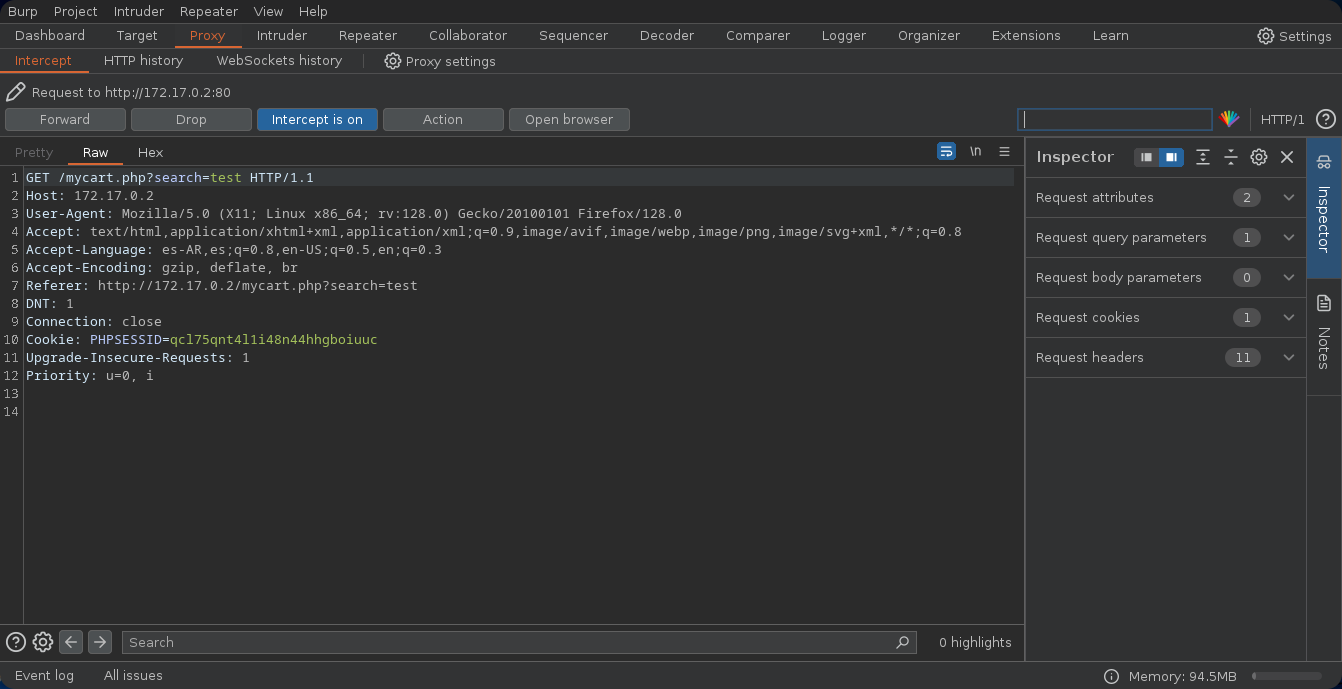 Burp Project Intruder Repeater View Help
Dashboard Target Proxy Intruder Repeater Collaborator Sequencer Decoder Comparer Logger Organizer Extensions Learn Settings
Intercept HTTP history WebSockets history Proxy settings
Request to http://172.17.0.2:80
Forward Drop Intercept is on Action Open browser HTTP/1 ?
Pretty Raw Hex \n
1 GET /mycart.php?search=test HTTP/1.1
2 Host: 172.17.0.2
3 User-Agent: Mozilla/5.0 (X11; Linux x86_64; rv:128.0) Gecko/20100101 Firefox/128.0
4 Accept: text/html,application/xhtml+xml,application/xml;q=0.9,image/avif,image/webp,image/png,image/svg+xml,*/*;q=0.8
5 Accept-Language: es-AR,es;q=0.8,en-US;q=0.5,en;q=0.3
6 Accept-Encoding: gzip, deflate, br
7 Referer: http://172.17.0.2/mycart.php?search=test
8 DNT: 1
9 Connection: close
10 Cookie: PHPSESSID=qcl75qnt4l1i48n44hhgboiuuc
11 Upgrade-Insecure-Requests: 1
12 Priority: u=0, i
13
14
Inspector
Request attributes 2
Request query parameters 1
Request body parameters 0
Request cookies 1
Request headers 11
Inspector
Notes
? Search 0 highlights
Event log All issues Memory: 94.5MB